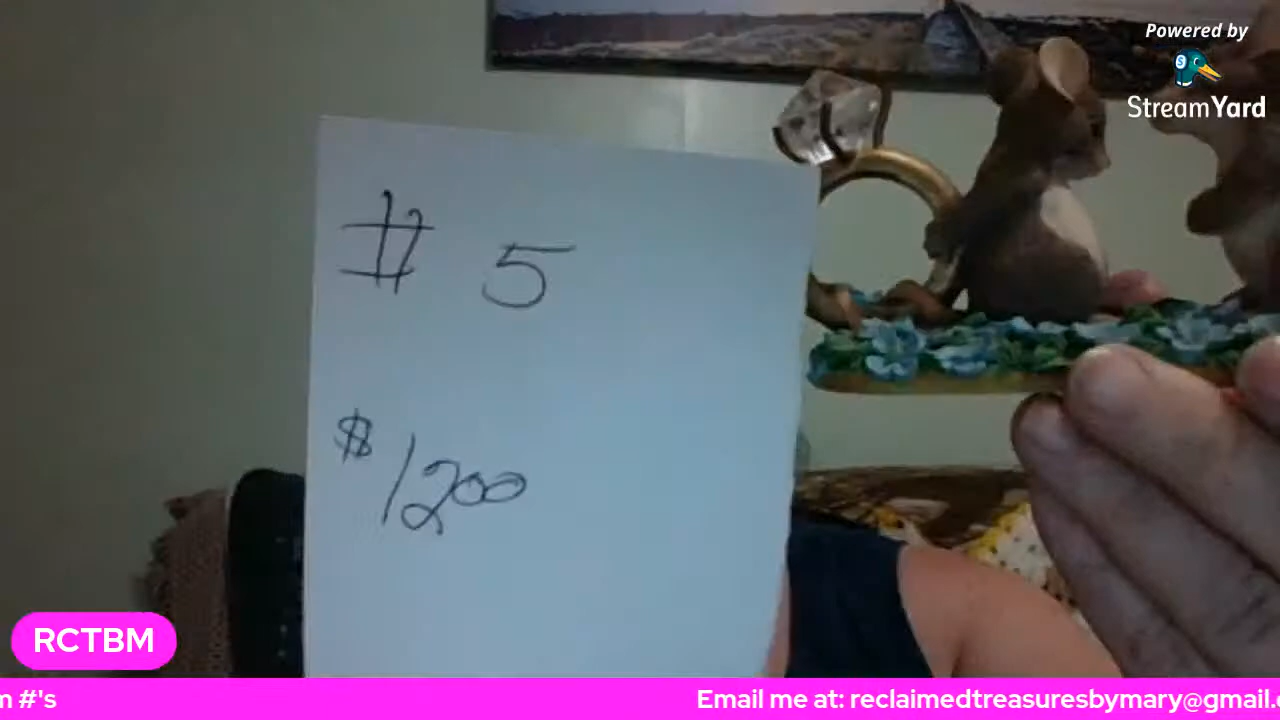 Powered by
StreamYard
# 5
$1200
RCTBM
m #'s
Email me at: reclaimedtreasuresbymary@gmail.